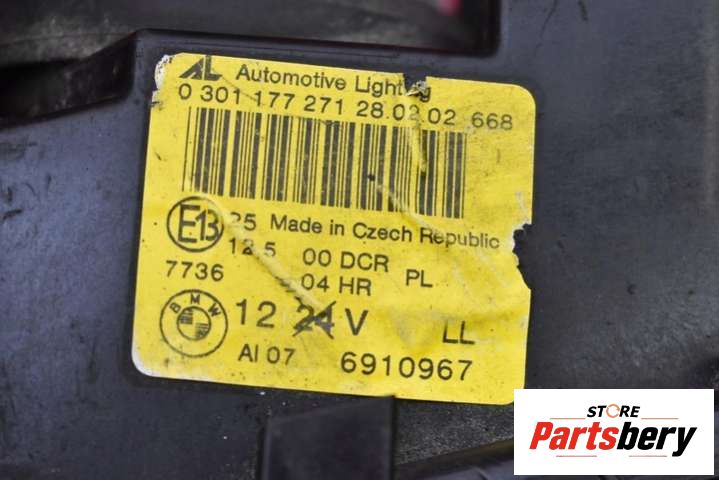 AL Automotive Lighting
0 301 177 271 28.02.02 668
E13 25 Made in Czech Republic
12.5 00 DCR PL
7736 04 HR
BMW 12 24 V LL
AI 07 6910967
STORE
Partsbery